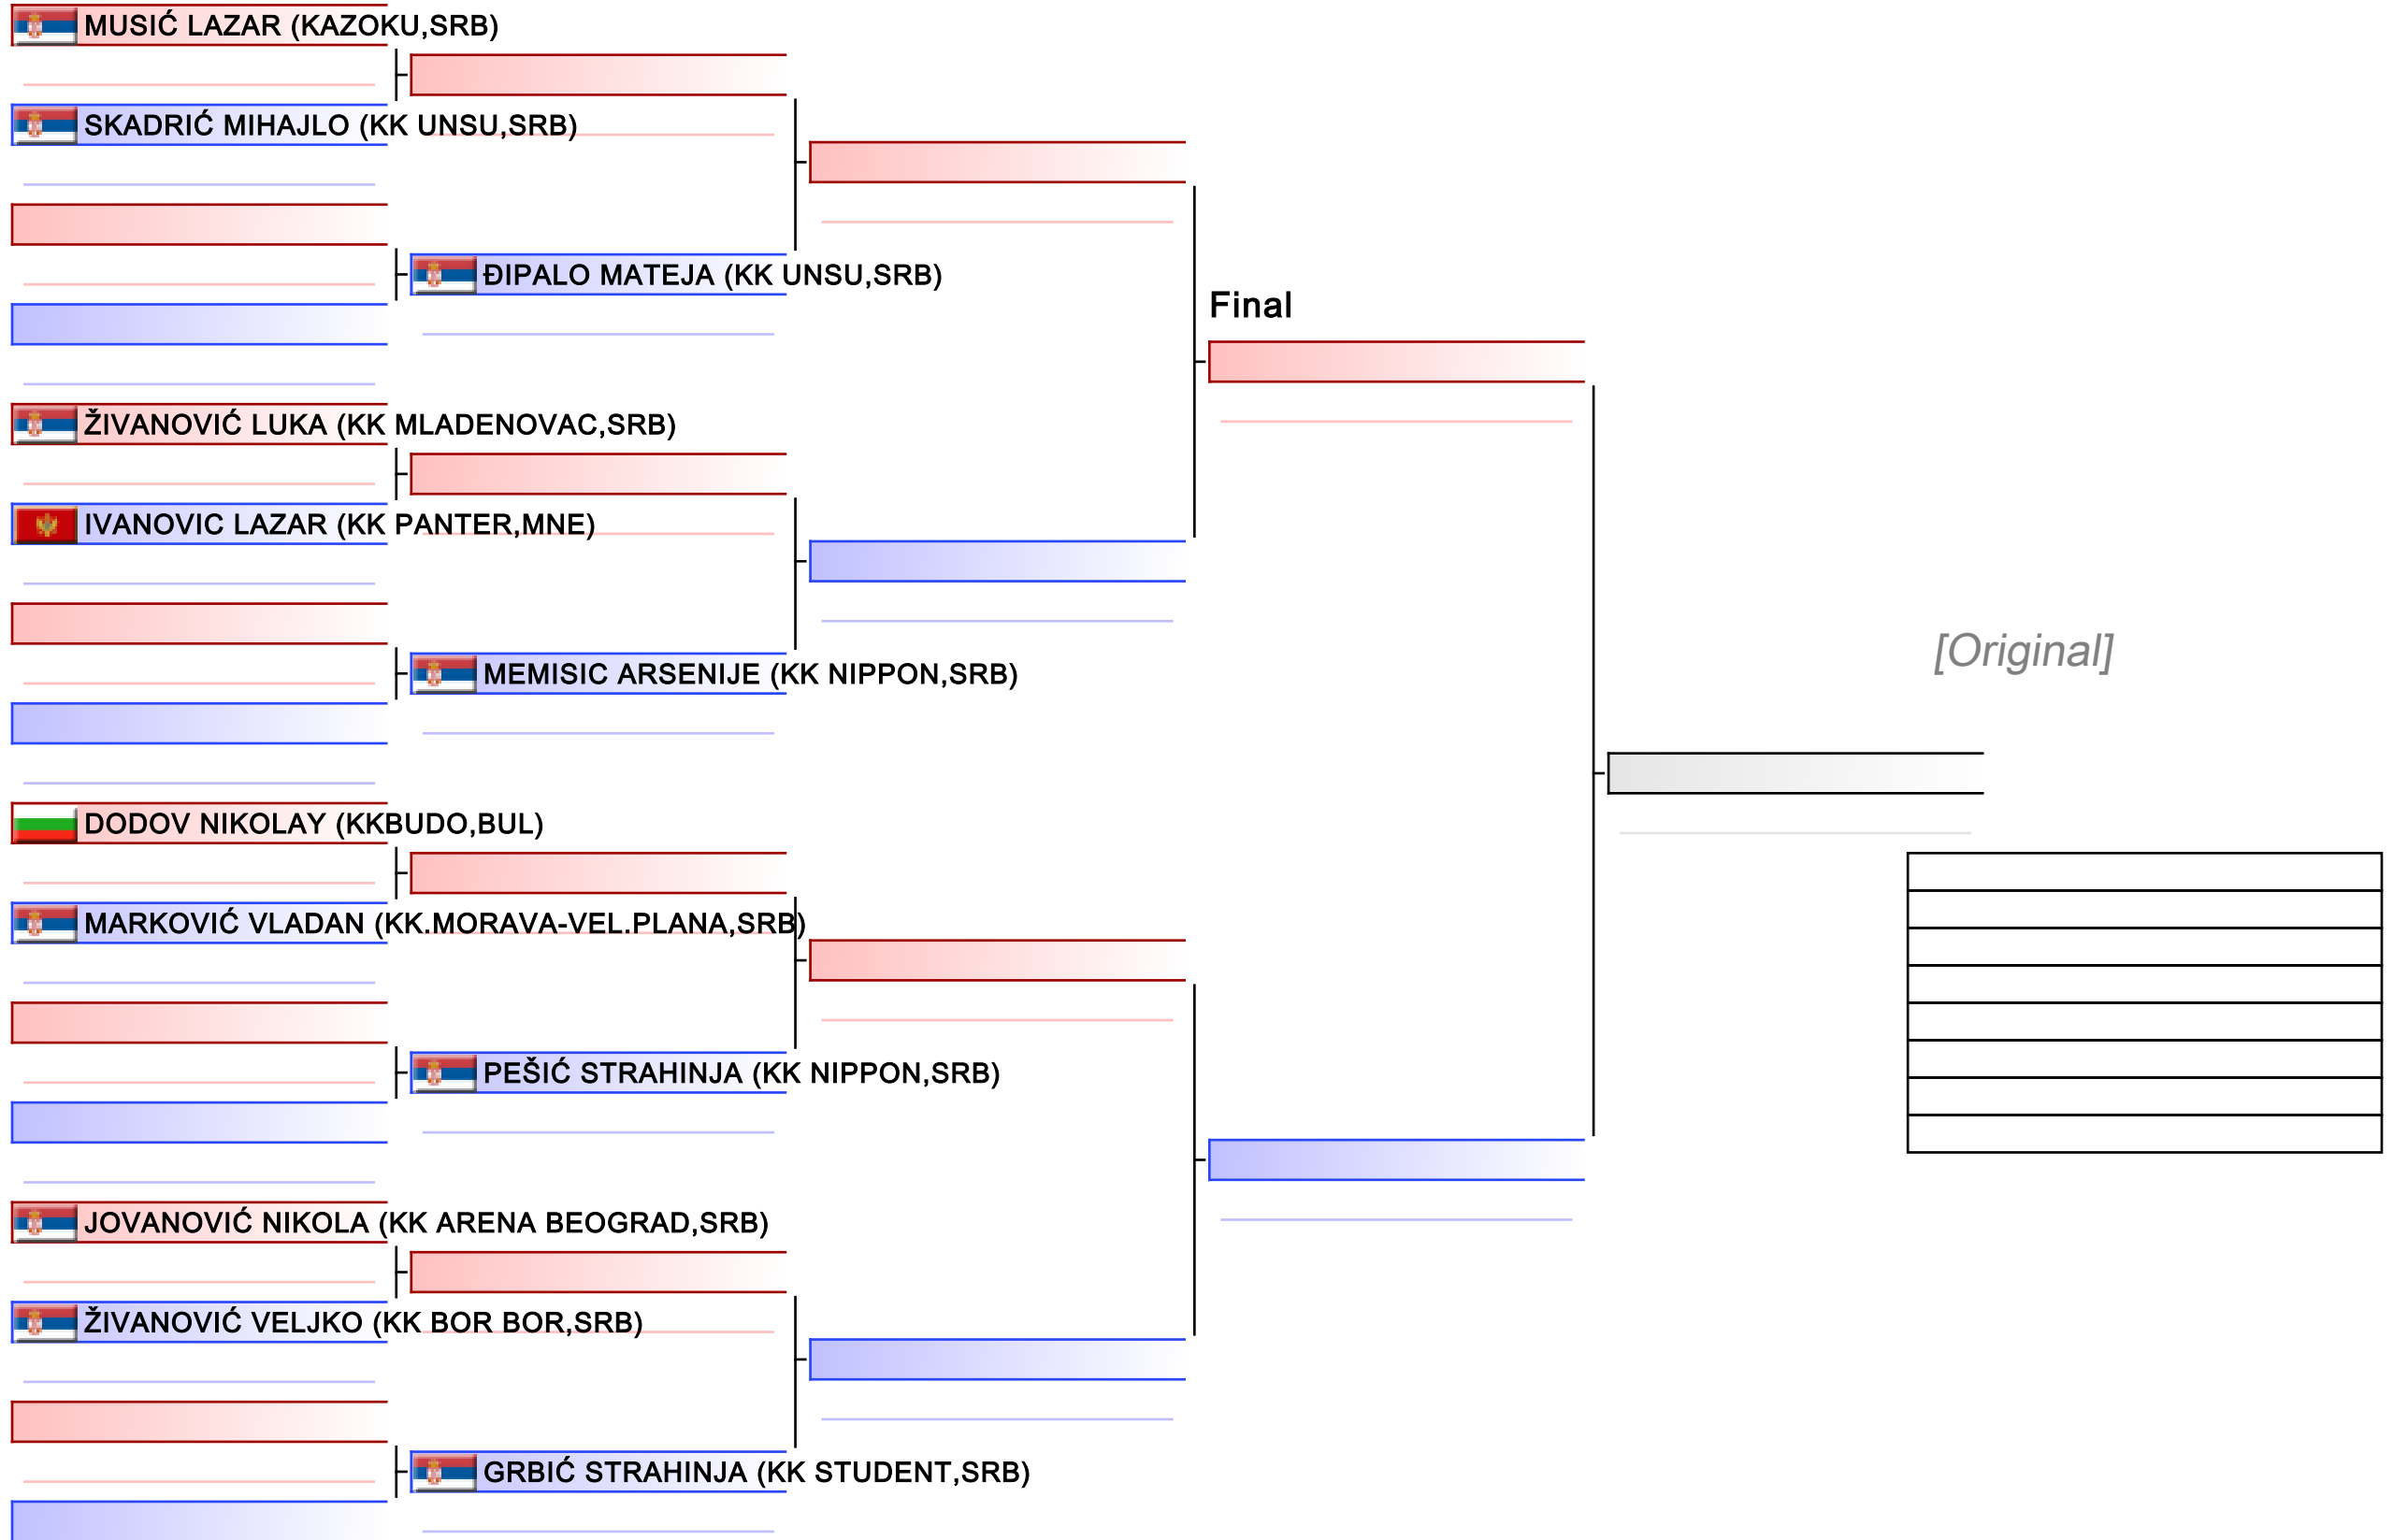 MUSIĆ LAZAR (KAZOKU,SRB)
SKADRIĆ MIHAJLO (KK UNSU,SRB)
ĐIPALO MATEJA (KK UNSU,SRB)
Final
ŽIVANOVIĆ LUKA (KK MLADENOVAC,SRB)
IVANOVIC LAZAR (KK PANTER,MNE)
[Original]
MEMISIC ARSENIJE (KK NIPPON,SRB)
DODOV NIKOLAY (KKBUDO,BUL)
MARKOVIĆ VLADAN (KK.MORAVA-VEL.PLANA,SRB)
PEŠIĆ STRAHINJA (KK NIPPON,SRB)
JOVANOVIĆ NIKOLA (KK ARENA BEOGRAD,SRB)
ŽIVANOVIĆ VELJKO (KK BOR BOR,SRB)
GRBIĆ STRAHINJA (KK STUDENT,SRB)